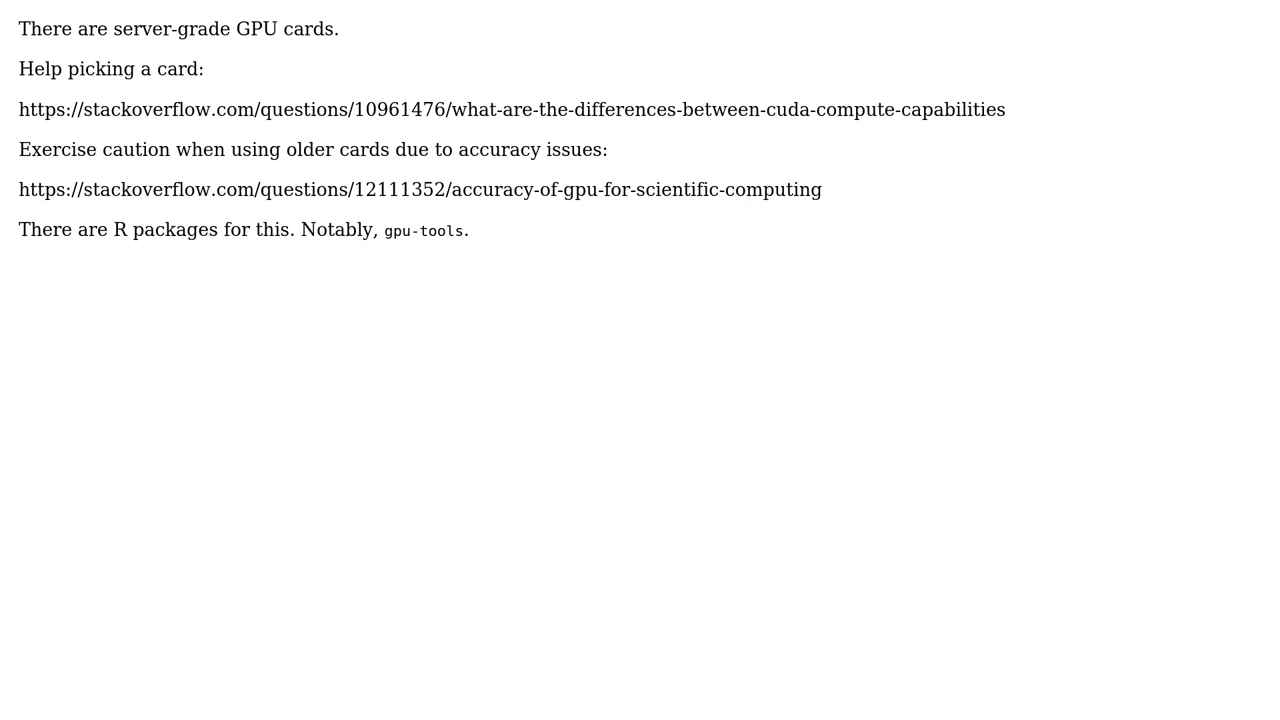 There are server-grade GPU cards.
Help picking a card:
https://stackoverflow.com/questions/10961476/what-are-the-differences-between-cuda-compute-capabilities
Exercise caution when using older cards due to accuracy issues:
https://stackoverflow.com/questions/12111352/accuracy-of-gpu-for-scientific-computing
There are R packages for this. Notably, gpu-tools.